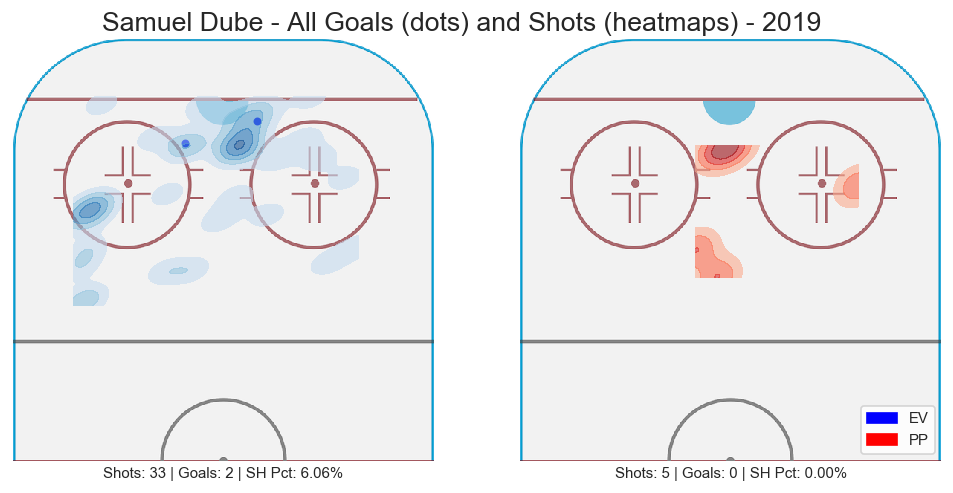 Samuel Dube - All Goals (dots) and Shots (heatmaps) - 2019
EV
PP
Shots: 33 | Goals: 2 | SH Pct: 6.06%
Shots: 5 | Goals: 0 | SH Pct: 0.00%